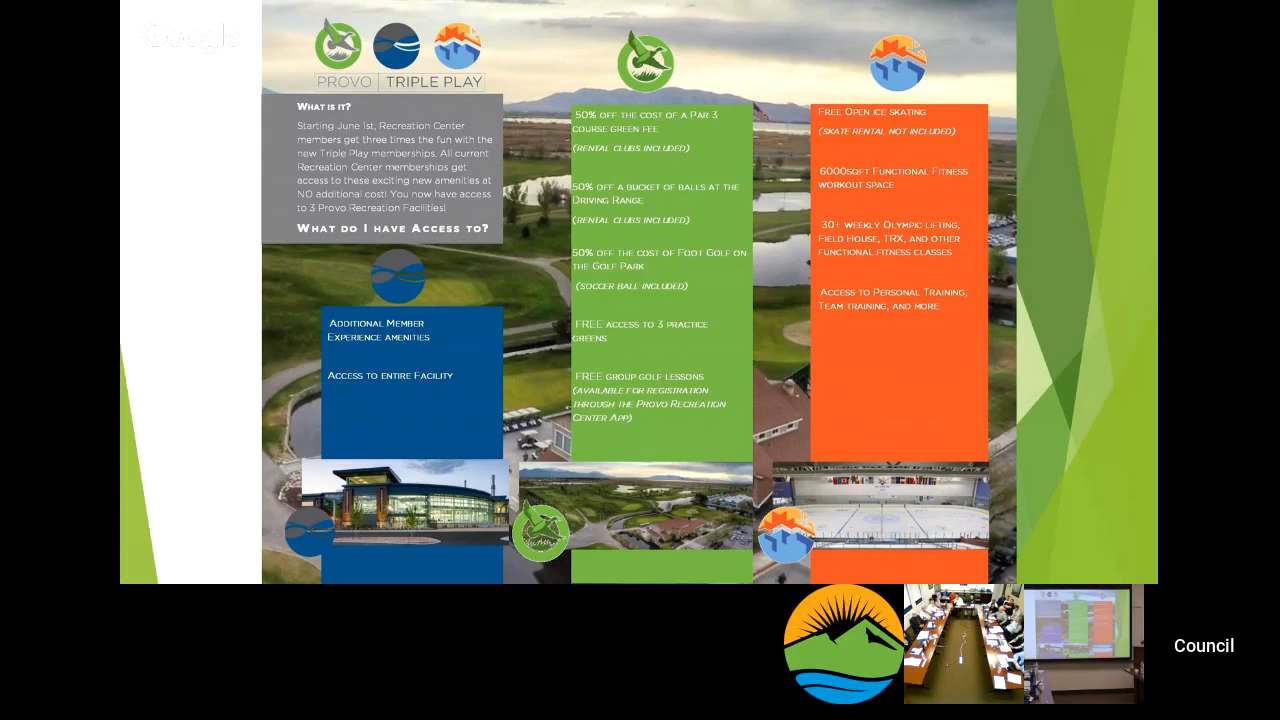 Google
PROVO | TRIPLE PLAY
WHAT IS IT?
Starting June 1st, Recreation Center
members get three times the fun with the
new Triple Play memberships. All current
Recreation Center memberships get
access to these exciting new amenities at
NO additional cost! You now have access
to 3 Provo Recreation Facilities!
WHAT DO I HAVE ACCESS TO?
ADDITIONAL MEMBER
EXPERIENCE AMENITIES
ACCESS TO ENTIRE FACILITY
50% OFF THE COST OF A PAR 3
COURSE GREEN FEE
(RENTAL CLUBS INCLUDED)
50% OFF A BUCKET OF BALLS AT THE
DRIVING RANGE
(RENTAL CLUBS INCLUDED)
50% OFF THE COST OF FOOT GOLF ON
THE GOLF PARK
(SOCCER BALL INCLUDED)
FREE ACCESS TO 3 PRACTICE
GREENS
FREE GROUP GOLF LESSONS
(AVAILABLE FOR REGISTRATION
THROUGH THE PROVO RECREATION
CENTER APP)
FREE OPEN ICE SKATING
(SKATE RENTAL NOT INCLUDED)
6000SQFT FUNCTIONAL FITNESS
WORKOUT SPACE
30+ WEEKLY OLYMPIC LIFTING,
FIELD HOUSE, TRX, AND OTHER
FUNCTIONAL FITNESS CLASSES
ACCESS TO PERSONAL TRAINING,
TEAM TRAINING, AND MORE
Council